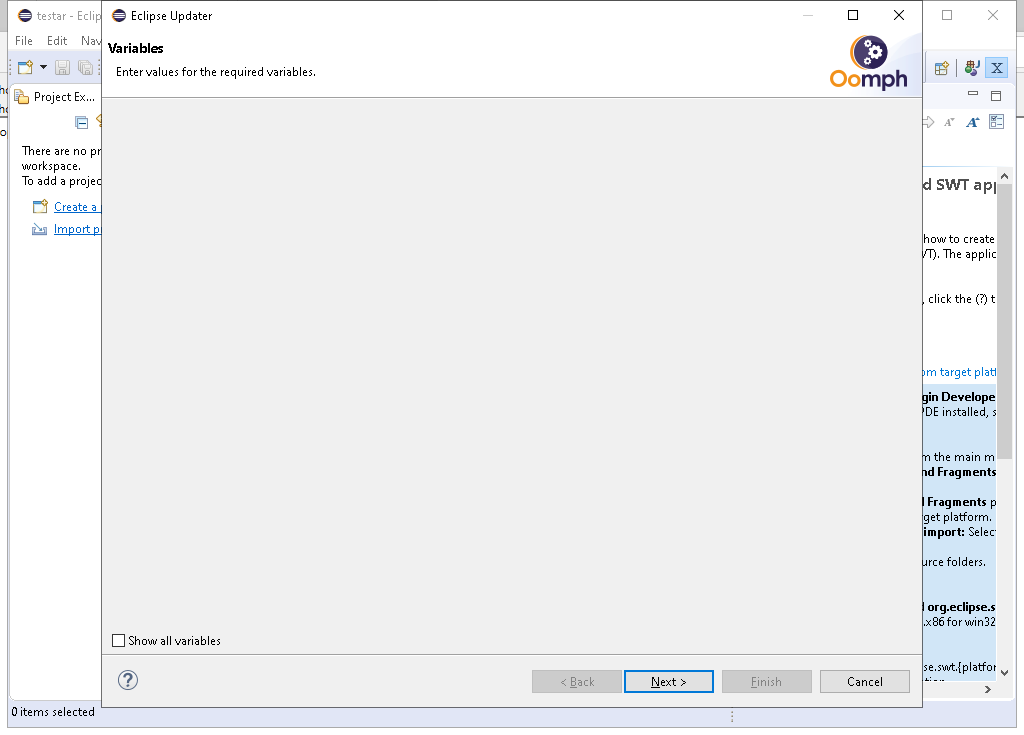 testar - Eclip
File Edit Nav
Project Ex...
There are no pr
workspace.
To add a projec
Create a
Import pr
0 items selected
Eclipse Updater
Variables
Enter values for the required variables.
Oomph
Show all variables
?
< Back
Next >
Finish
Cancel
X
A
A
d SWT app
how to create
VT). The applic
, click the (?) t
om target platf
gin Develope
PDE installed, s
m the main m
nd Fragments
l Fragments p
get platform.
import: Selec
urce folders.
org.eclipse.s
.x86 for win32
se.swt.{platfor